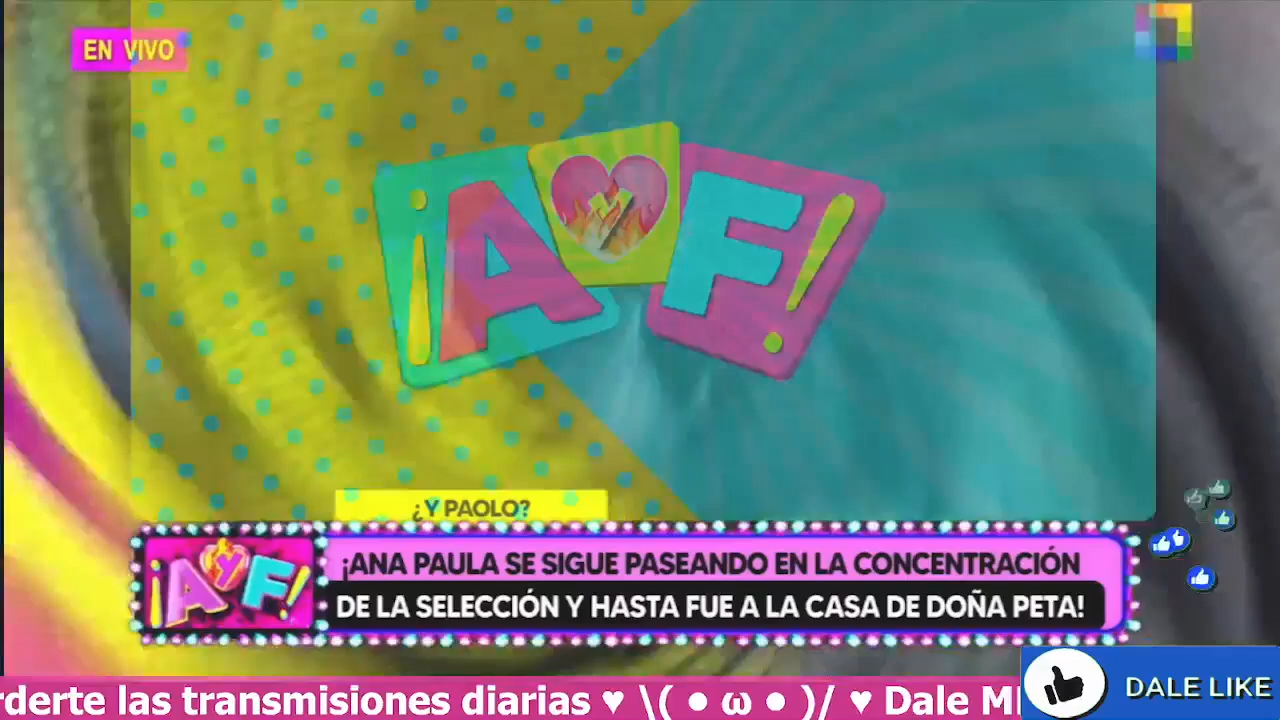 EN VIVO
¡A Y F!
¿Y PAOLO?
¡AyF!
¡ANA PAULA SE SIGUE PASEANDO EN LA CONCENTRACIÓN
DE LA SELECCIÓN Y HASTA FUE A LA CASA DE DOÑA PETA!
rderte las transmisiones diarias ♥ \( ● ω ● )/ ♥ Dale M
DALE LIKE